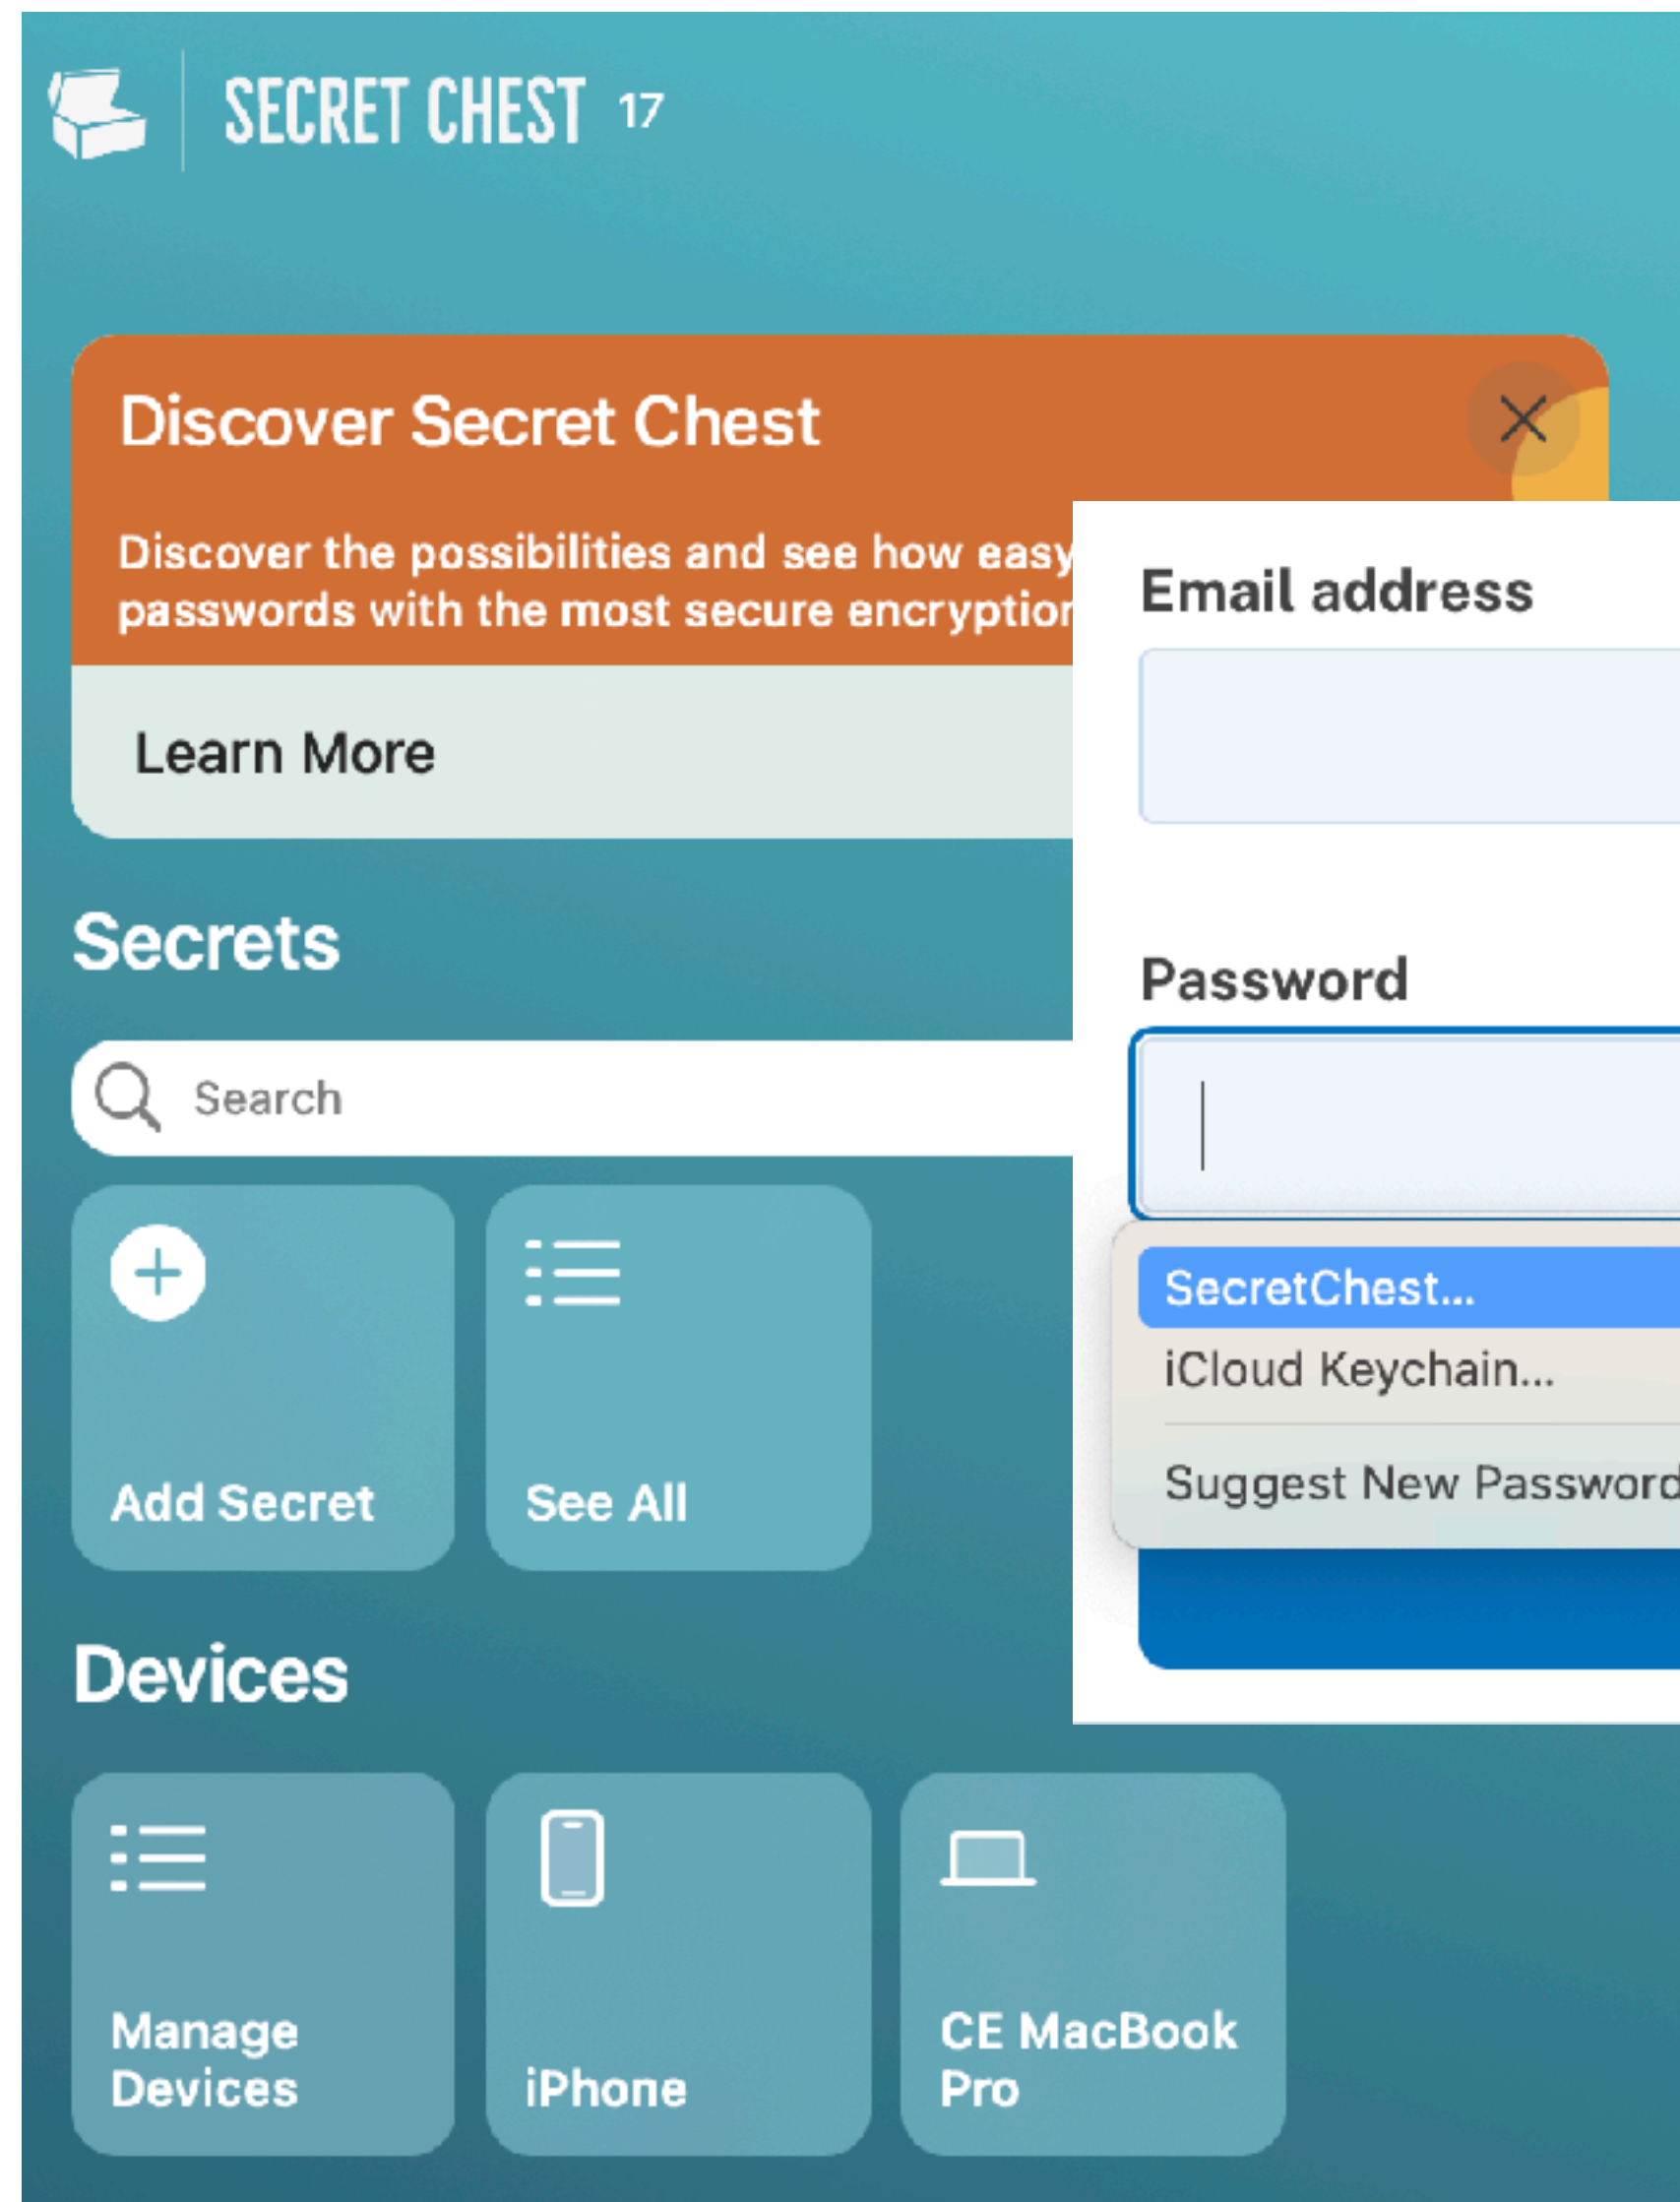 SECRET CHEST 17
Discover Secret Chest
Discover the possibilities and see how easy
passwords with the most secure encryption
Learn More
Secrets
Search
Add Secret
See All
Devices
Manage
Devices
iPhone
CE MacBook
Pro
Email address
Password
SecretChest...
iCloud Keychain...
Suggest New Password